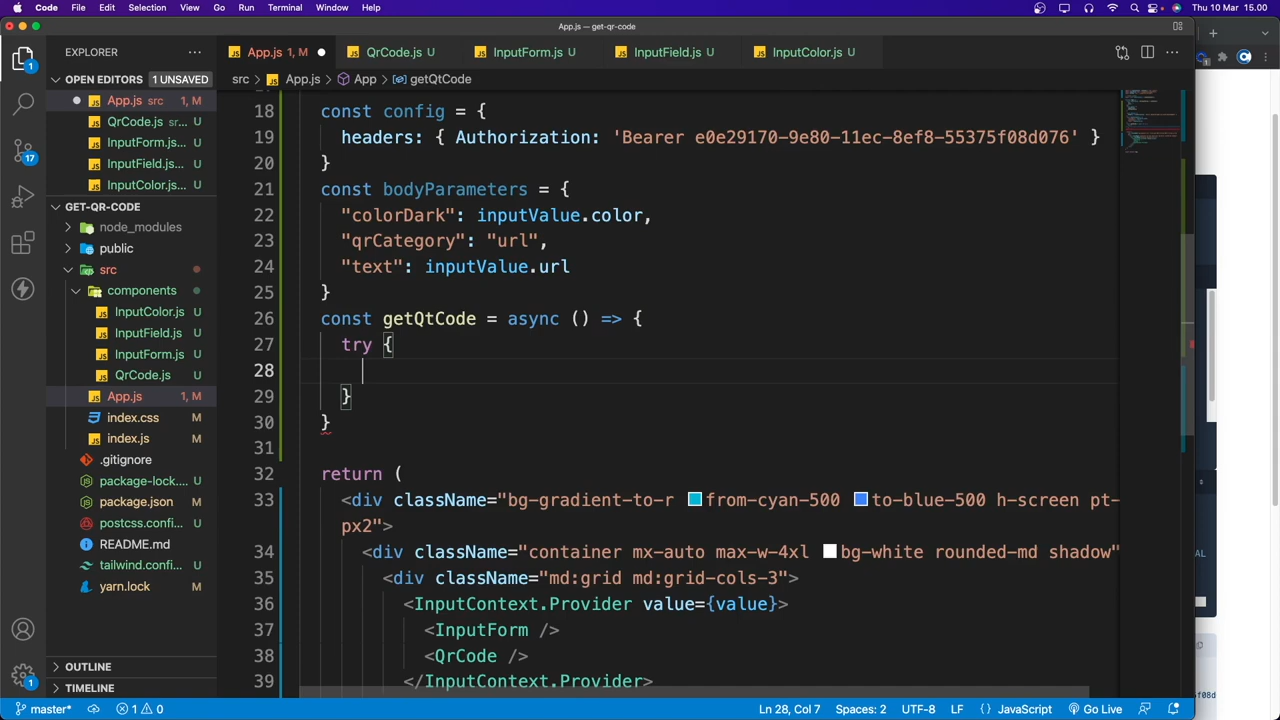 Code File Edit Selection View Go Run Terminal Window Help Thu 10 Mar 15.00
App.js — get-qr-code
EXPLORER
App.js 1, M
QrCode.js U
InputForm.js U
InputField.js U
InputColor.js U
src > App.js > App > getQtCode
OPEN EDITORS 1 UNSAVED
App.js src 1, M
QrCode.js sr... U
InputForm.js... U
InputField.js... U
InputColor.js... U
GET-QR-CODE
node_modules
public
src
components
InputColor.js U
InputField.js U
InputForm.js U
QrCode.js U
App.js 1, M
index.css M
index.js M
.gitignore
package-lock.... M
package.json M
postcss.confi... U
README.md
tailwind.confi... U
yarn.lock M
OUTLINE
TIMELINE
18 const config = {
19 headers: { Authorization: 'Bearer e0e29170-9e80-11ec-8ef8-55375f08d076' }
20 }
21 const bodyParameters = {
22 "colorDark": inputValue.color,
23 "qrCategory": "url",
24 "text": inputValue.url
25 }
26 const getQtCode = async () => {
27 try {
28
29 }
30 }
31
32 return (
33 <div className="bg-gradient-to-r from-cyan-500 to-blue-500 h-screen pt-
px2">
34 <div className="container mx-auto max-w-4xl bg-white rounded-md shadow"
35 <div className="md:grid md:grid-cols-3">
36 <InputContext.Provider value={value}>
37 <InputForm />
38 <QrCode />
39 </InputContext.Provider>
1
17
1
master* 1 0 Ln 28, Col 7 Spaces: 2 UTF-8 LF {} JavaScript Go Live
AL
5f08d